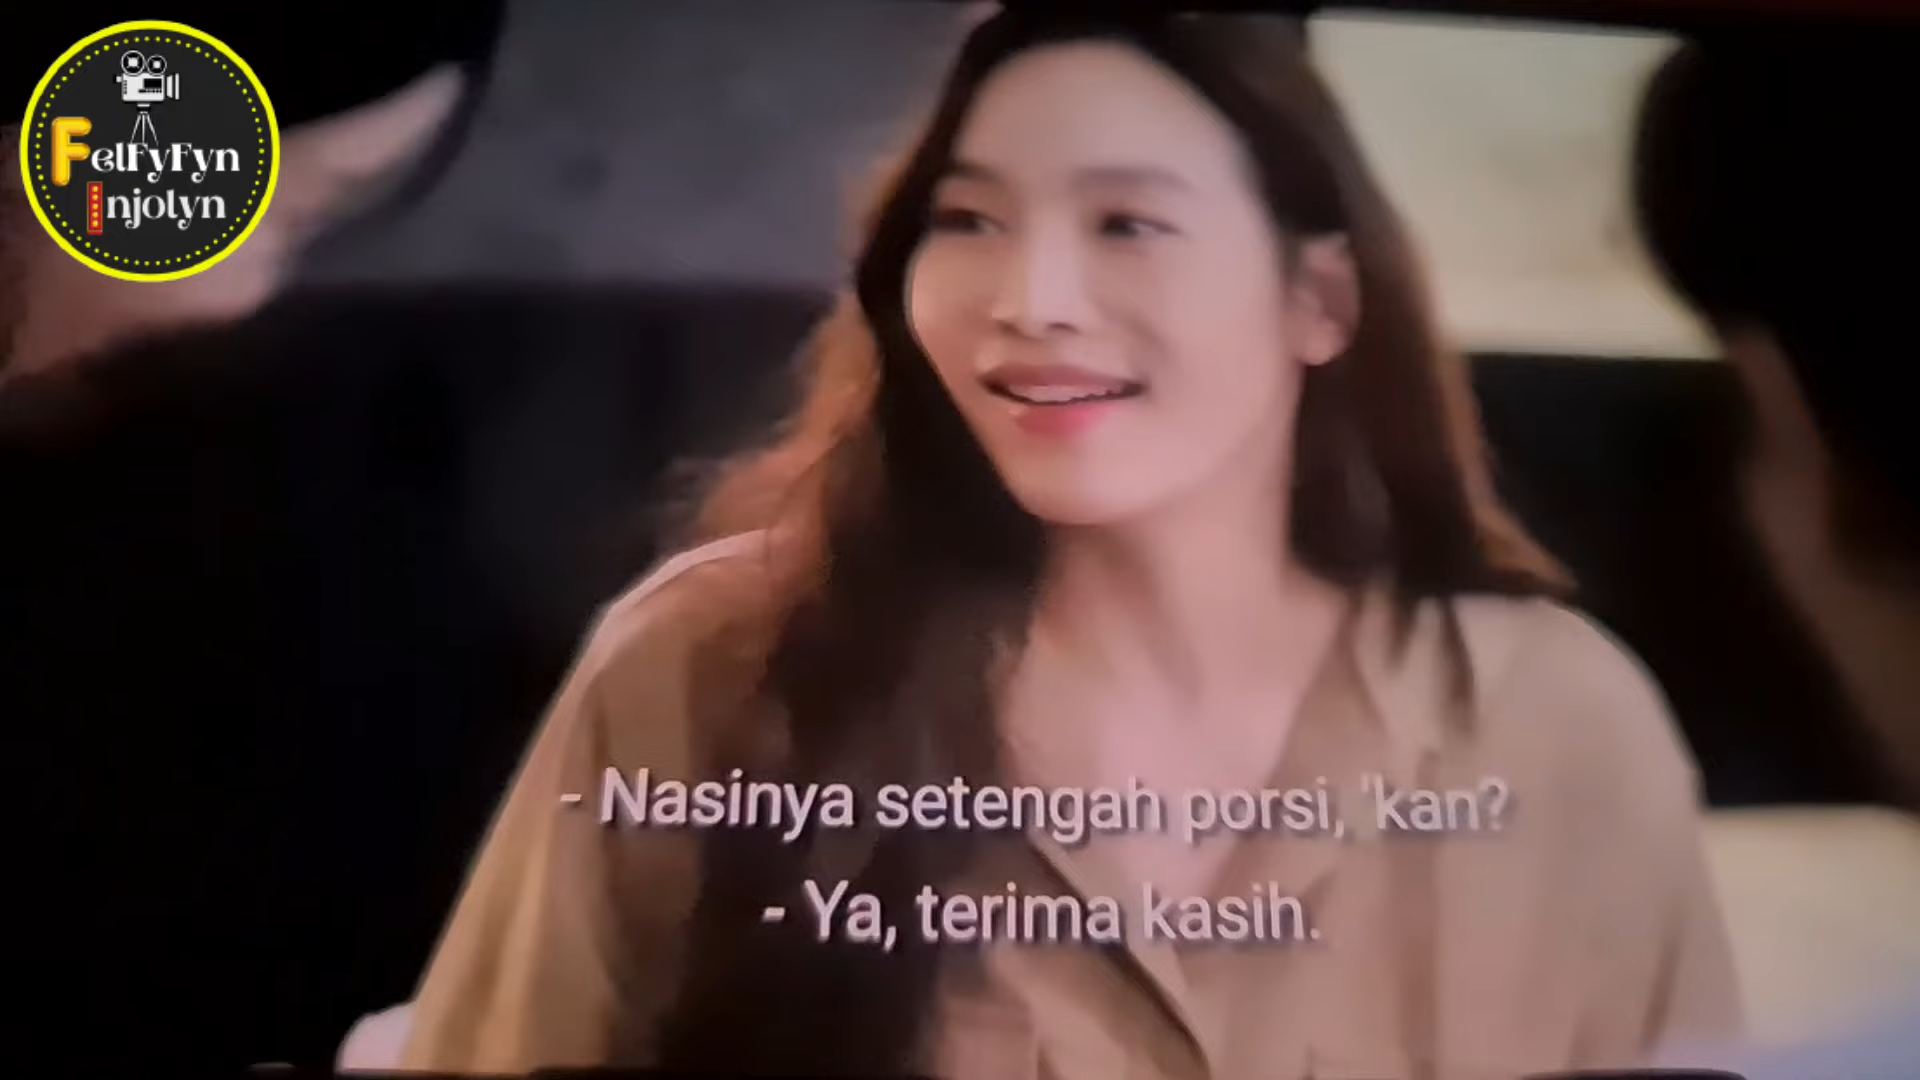 FelFyFyn
Injolyn
- Nasinya setengah porsi, 'kan?
- Ya, terima kasih.